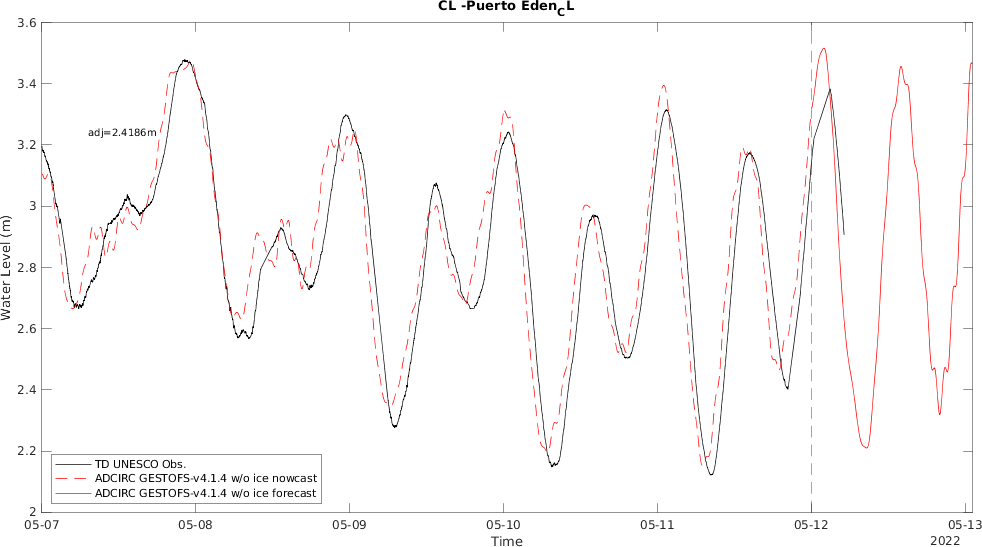 CL -Puerto Eden_CL
3.6
3.4
3.2
3
2.8
2.6
2.4
2.2
2
Water Level (m)
adj=2.4186m
TD UNESCO Obs.
ADCIRC GESTOFS-v4.1.4 w/o ice nowcast
ADCIRC GESTOFS-v4.1.4 w/o ice forecast
05-07 05-08 05-09 05-10 05-11 05-12 05-13
Time
2022